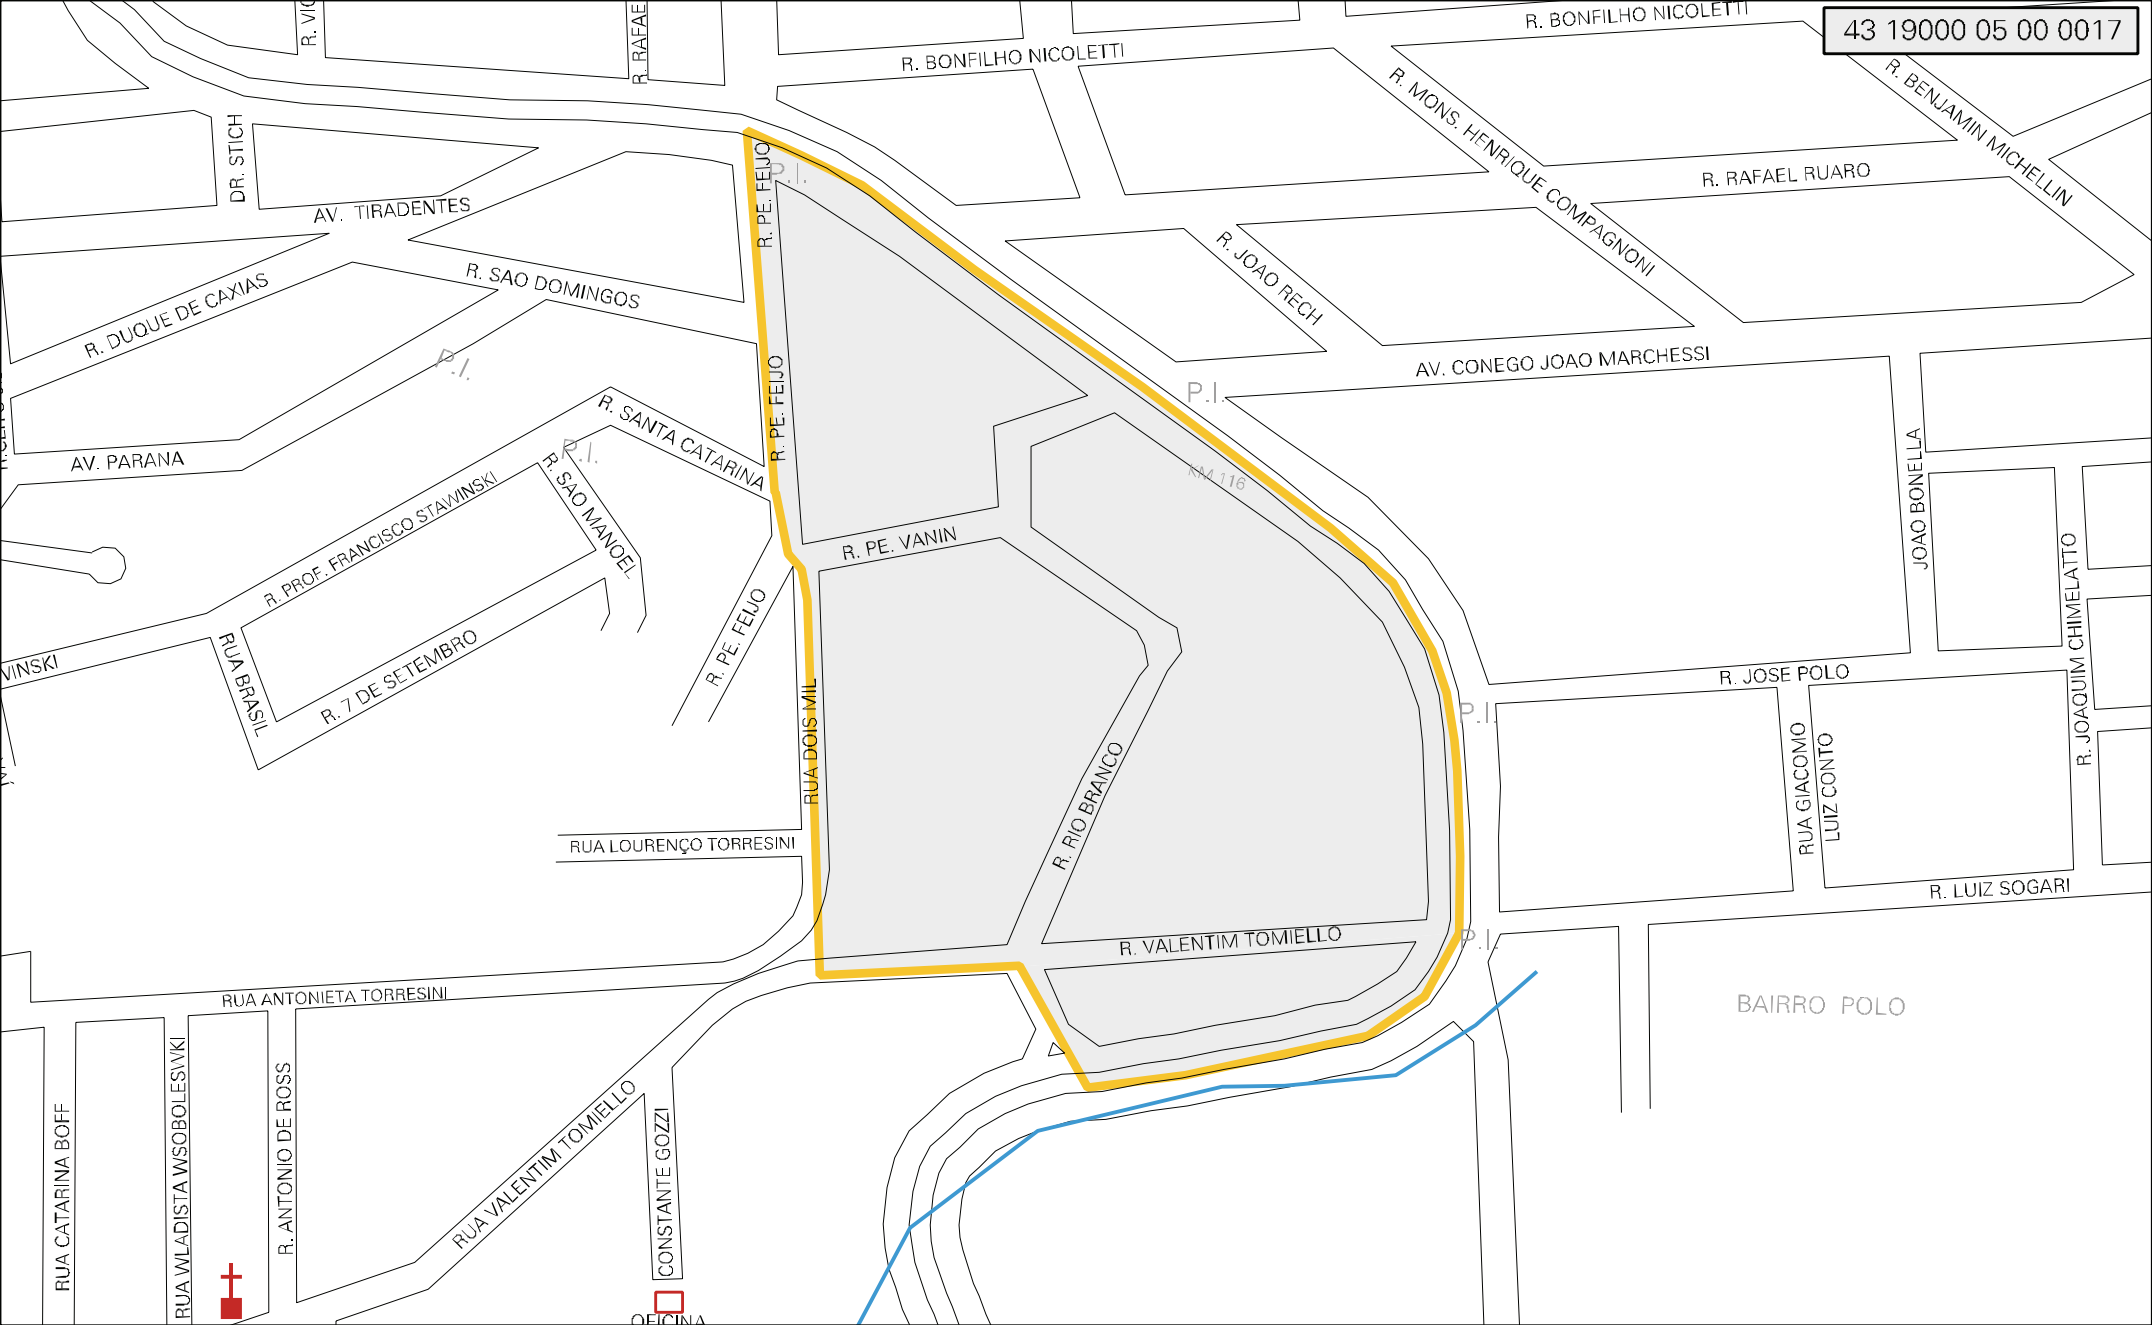 43 19000 05 00 0017
R. BONFILHO NICOLETTI
R. BONFILHO NICOLETTI
R. RAFAE
R. MONS. HENRIQUE COMPAGNONI
R. BENJAMIN MICHELLIN
R. RAFAEL RUARO
DR. STICH
AV. TIRADENTES
R. PE. FEIJO
P.I.
R. SAO DOMINGOS
R. DUQUE DE CAXIAS
R. JOAO RECH
AV. CONEGO JOAO MARCHESSI
P.I.
P.I.
R. PE. FEIJO
R. SANTA CATARINA
AV. PARANA
P.I.
R. SAO MANOEL
KM 116
JOAO BONELLA
R. PROF. FRANCISCO STAWINSKI
R. PE. VANIN
R. JOAQUIM CHIMELATTO
R. PE. FEIJO
VINSKI
RUA BRASIL
R. 7 DE SETEMBRO
R. JOSE POLO
P.I.
RUA DOIS MIL
RUA GIACOMO
LUIZ CONTO
R. RIO BRANCO
RUA LOURENÇO TORRESINI
R. LUIZ SOGARI
R. VALENTIM TOMIELLO
P.I.
RUA ANTONIETA TORRESINI
BAIRRO POLO
RUA CATARINA BOFF
RUA WLADISTA WSOBOLESWKI
R. ANTONIO DE ROSS
RUA VALENTIM TOMIELLO
CONSTANTE GOZZI
OFICINA